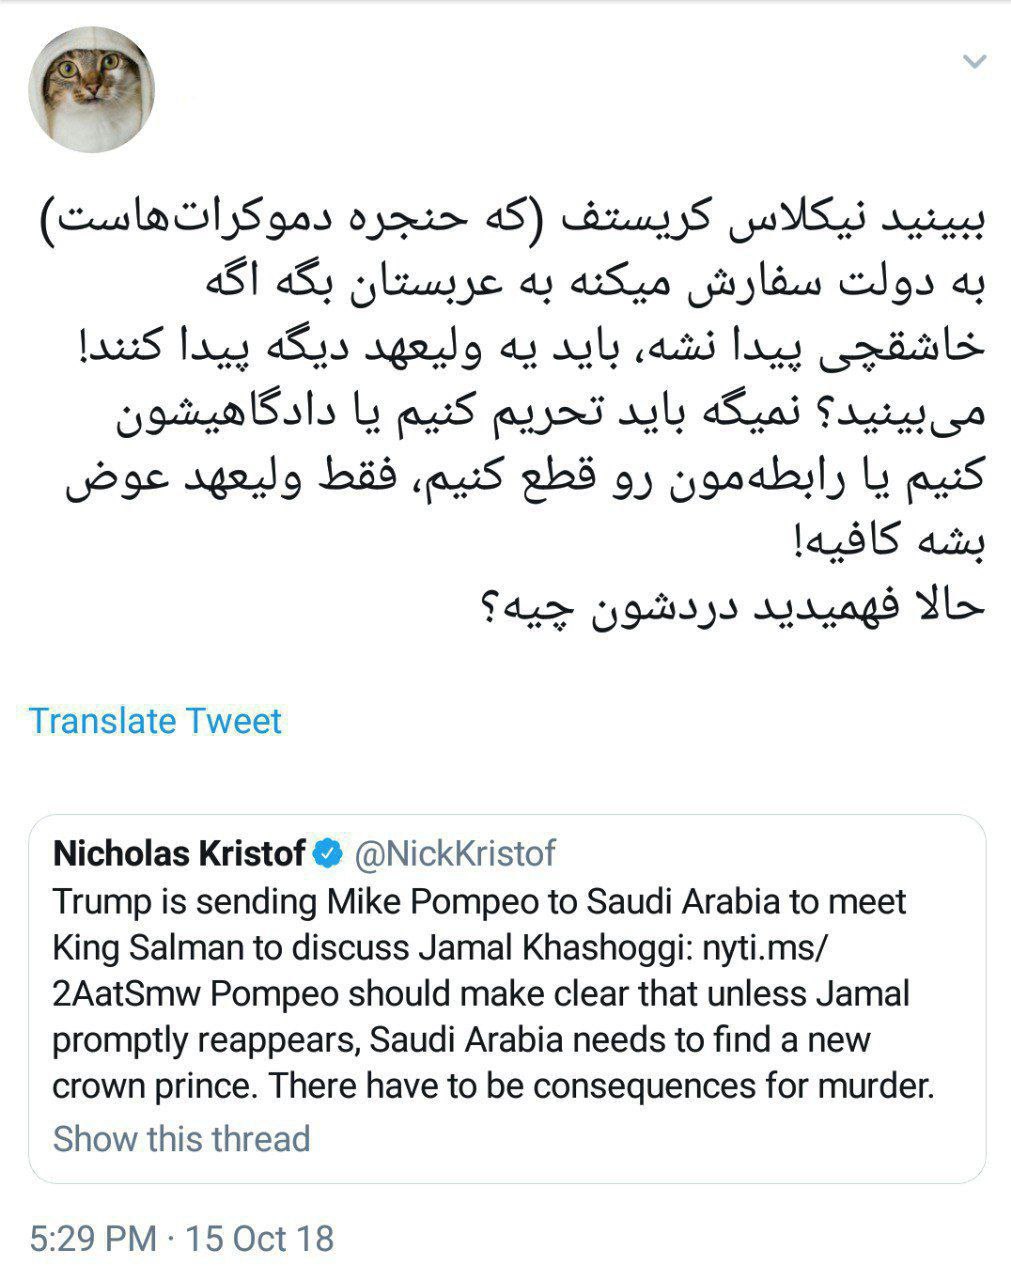 ببینید نیکلاس کریستف (که حنجره دموکرات‌هاست)
به دولت سفارش میکنه به عربستان بگه اگه
خاشقچی پیدا نشه، باید یه ولیعهد دیگه پیدا کنند!
می‌بینید؟ نمیگه باید تحریم کنیم یا دادگاهیشون
کنیم یا رابطه‌مون رو قطع کنیم، فقط ولیعهد عوض
بشه کافیه!
حالا فهمیدید دردشون چیه؟
Translate Tweet
Nicholas Kristof @NickKristof
Trump is sending Mike Pompeo to Saudi Arabia to meet
King Salman to discuss Jamal Khashoggi: nyti.ms/
2AatSmw Pompeo should make clear that unless Jamal
promptly reappears, Saudi Arabia needs to find a new
crown prince. There have to be consequences for murder.
Show this thread
5:29 PM · 15 Oct 18